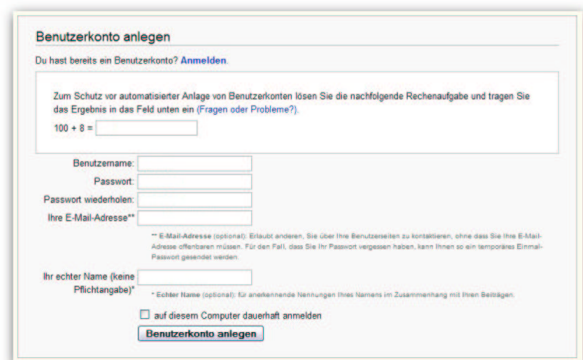 Benutzerkonto anlegen
Du hast bereits ein Benutzerkonto? Anmelden.
Zum Schutz vor automatisierter Anlage von Benutzerkonten lösen Sie die nachfolgende Rechenaufgabe und tragen Sie
das Ergebnis in das Feld unten ein (Fragen oder Probleme?).
100 + 8 =
Benutzername:
Passwort:
Passwort wiederholen:
Ihre E-Mail-Adresse**
** E-Mail-Adresse (optional): Erlaubt anderen, Sie über Ihre Benutzerseiten zu kontaktieren, ohne dass Sie Ihre E-Mail-
Adresse offenbaren müssen. Für den Fall, dass Sie Ihr Passwort vergessen haben, kann Ihnen so ein temporäres Einmal-
Passwort gesendet werden.
Ihr echter Name (keine
Pflichtangabe)*
* Echter Name (optional): für anerkennende Nennungen Ihres Namens im Zusammenhang mit Ihren Beiträgen.
auf diesem Computer dauerhaft anmelden
Benutzerkonto anlegen